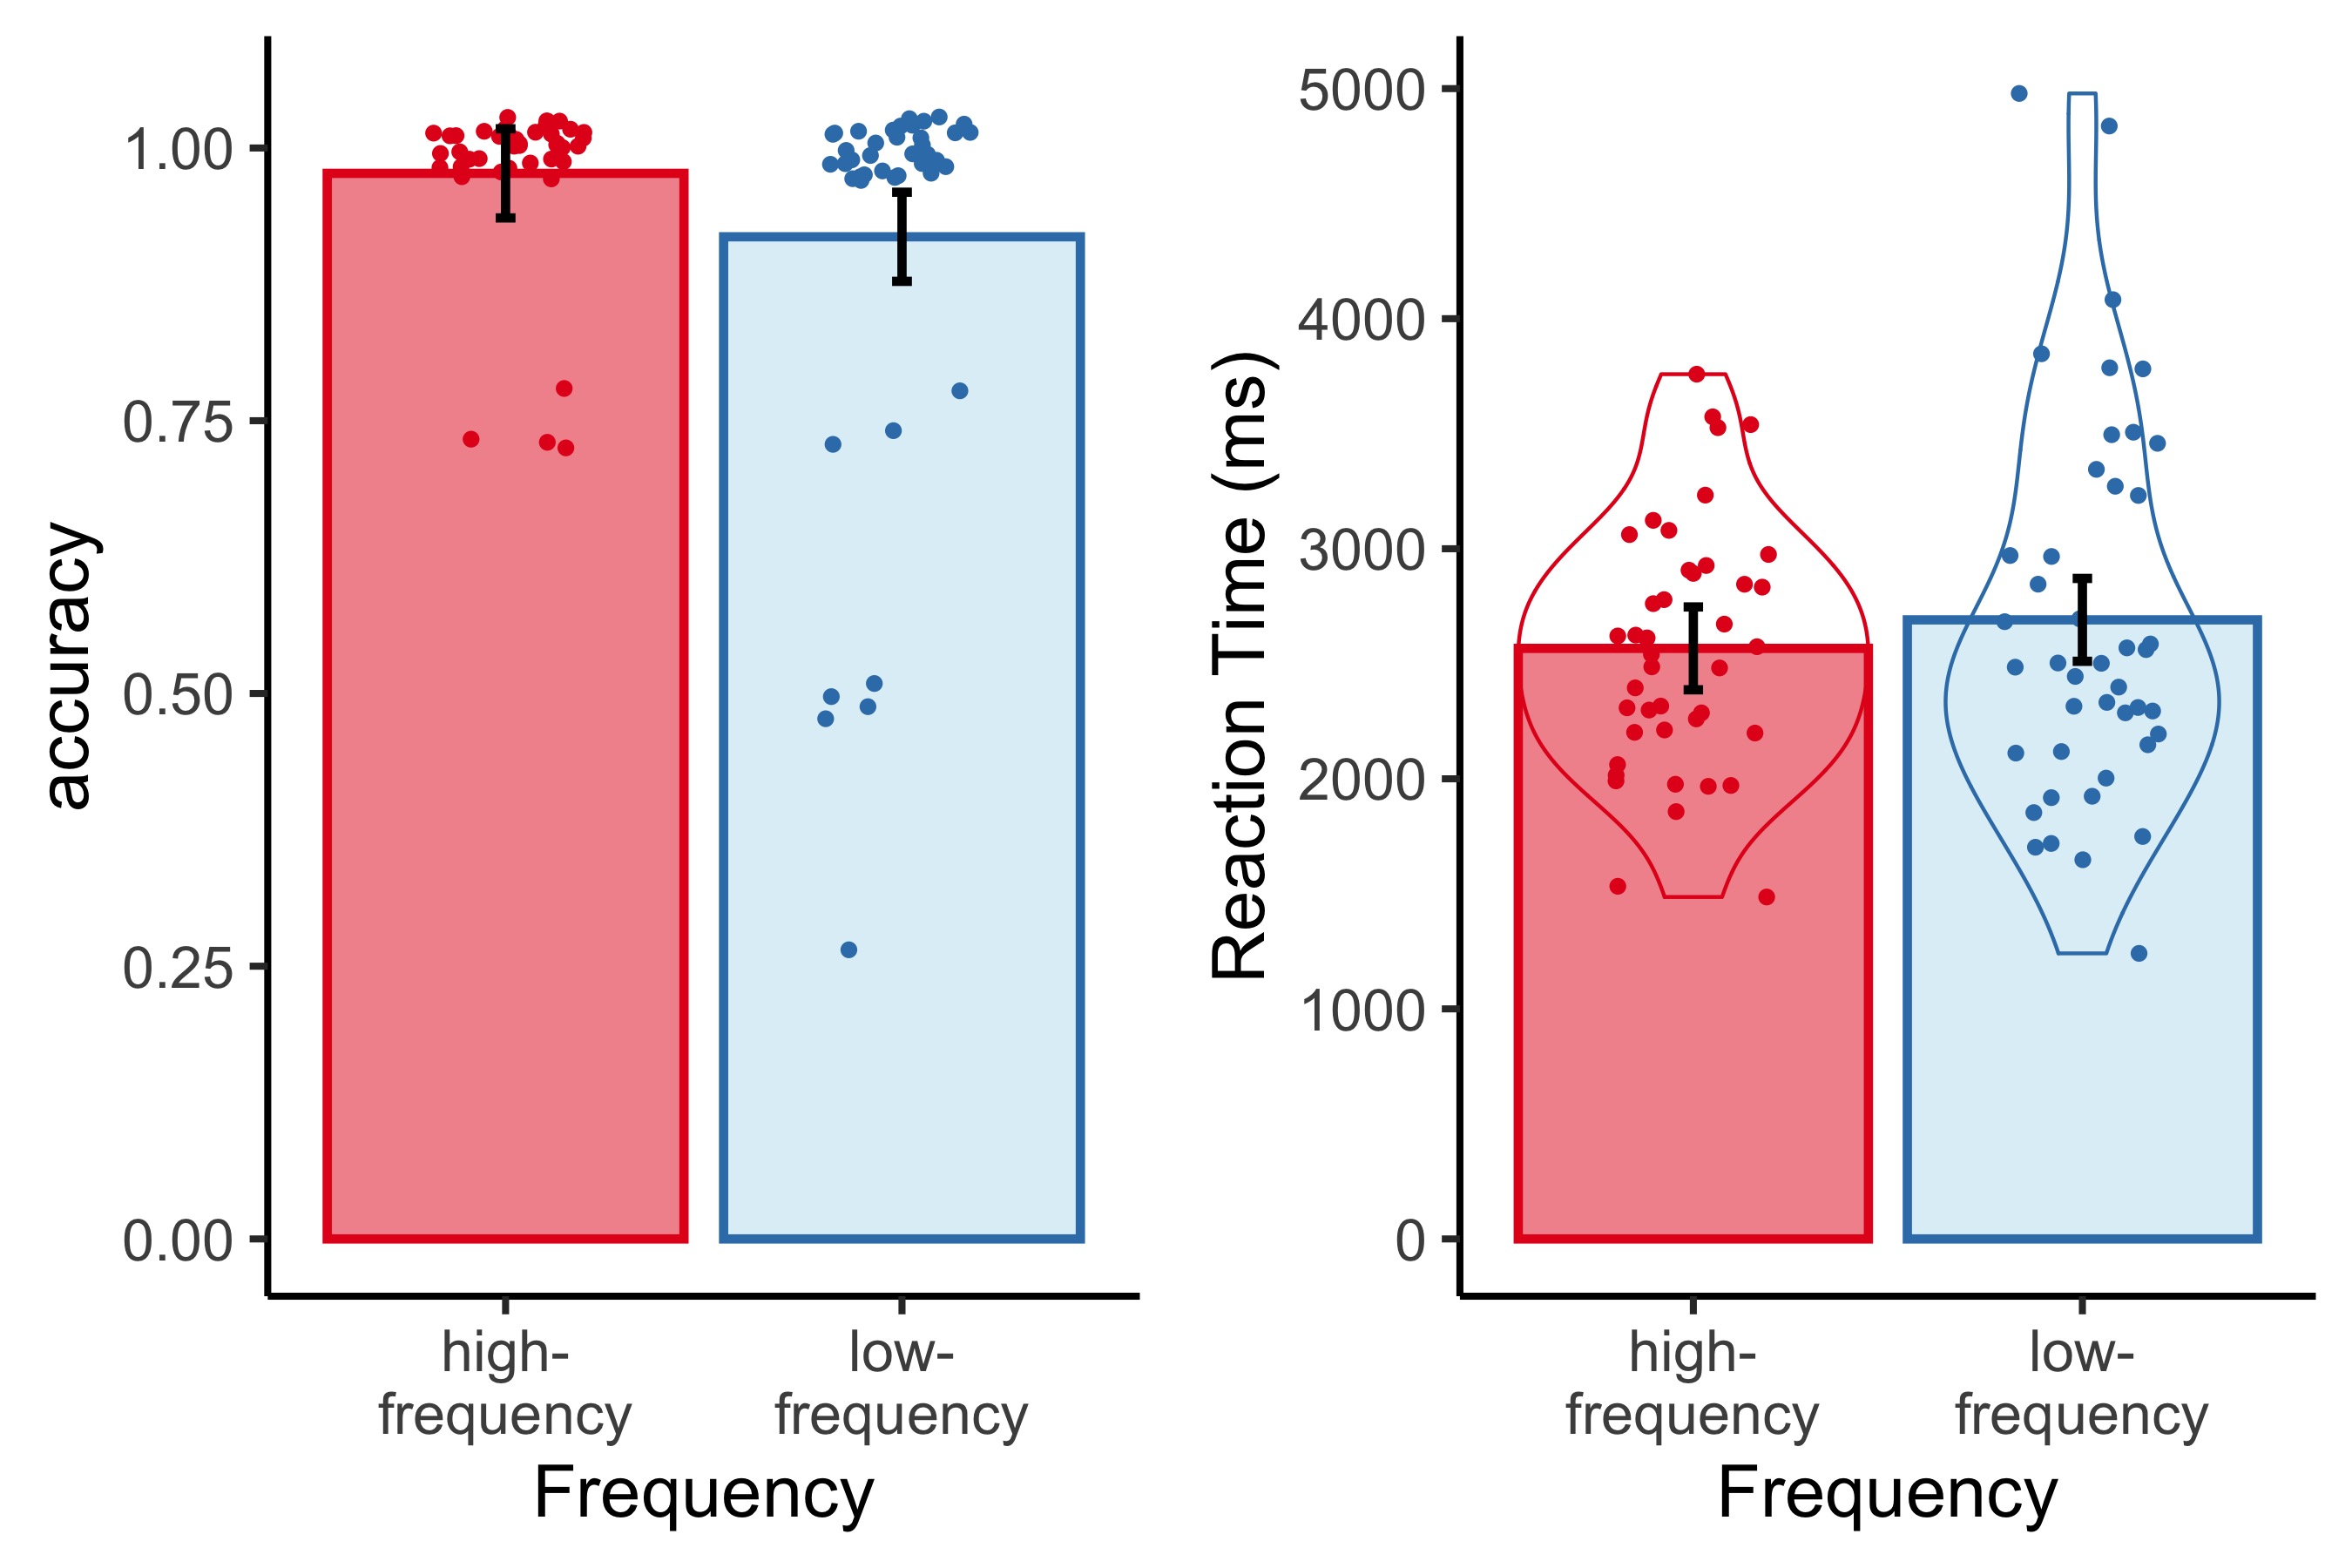 accuracy
1.00
0.75
0.50
0.25
0.00
high-
frequency
low-
frequency
Frequency
Reaction Time (ms)
5000
4000
3000
2000
1000
0
high-
frequency
low-
frequency
Frequency